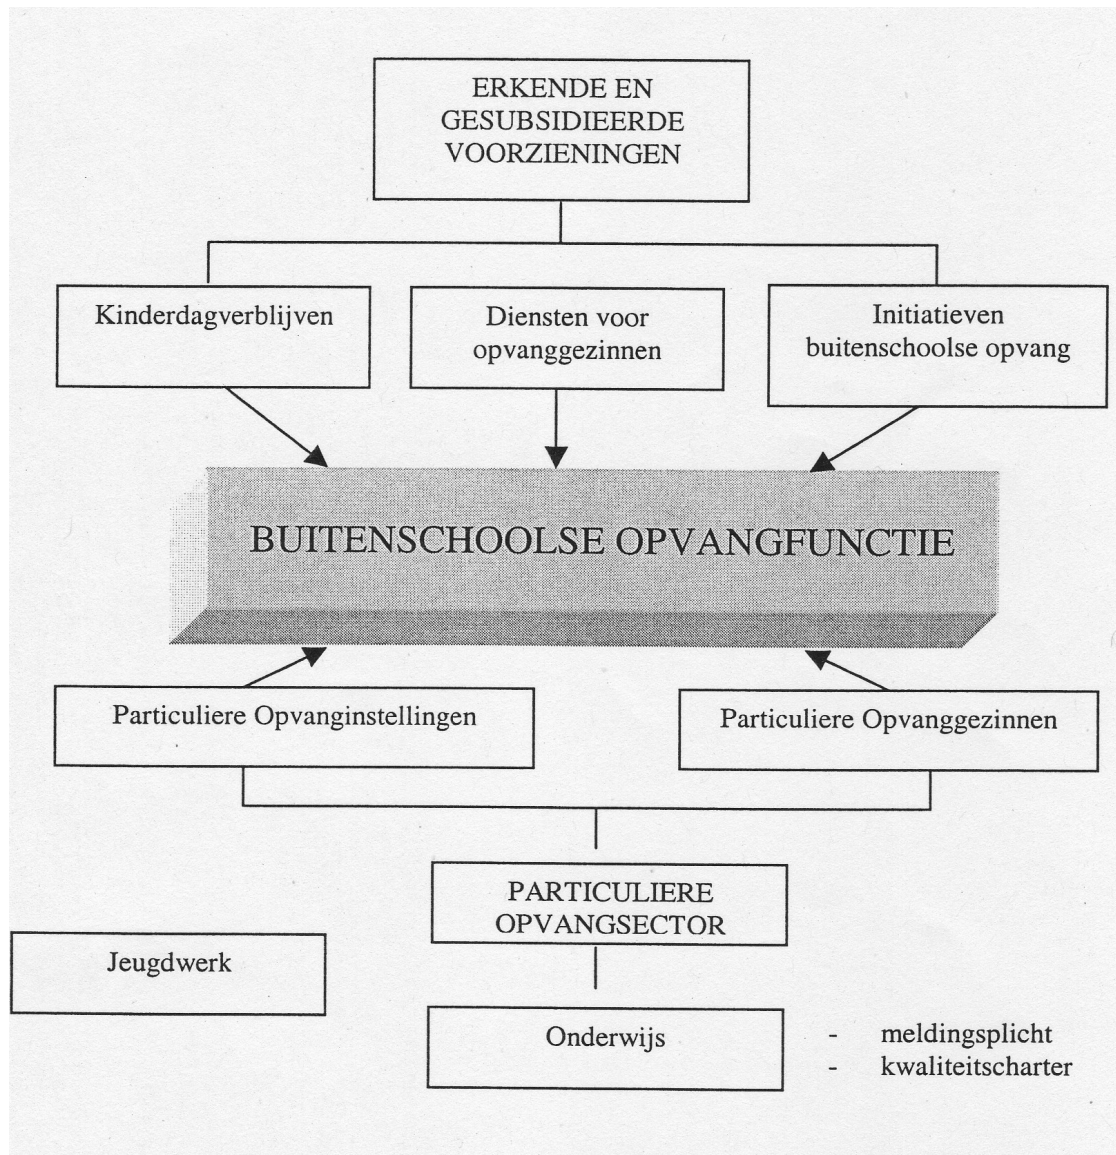 ERKENDE EN
GESUBSIDIEERDE
VOORZIENINGEN
Kinderdagverblijven
Diensten voor
opvanggezinnen
Initiatieven
buitenschoolse opvang
BUITENSCHOOLSE OPVANGFUNCTIE
Particuliere Opvanginstellingen
Particuliere Opvanggezinnen
PARTICULIERE
OPVANGSECTOR
Jeugdwerk
Onderwijs
- meldingsplicht
- kwaliteitscharter